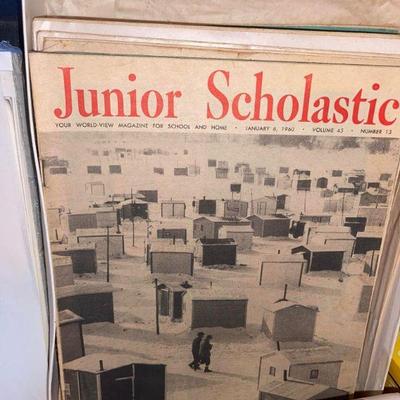 Junior Scholastic
YOUR WORLD-VIEW MAGAZINE FOR SCHOOL AND HOME • JANUARY 6, 1960 • VOLUME 45 • NUMBER 13